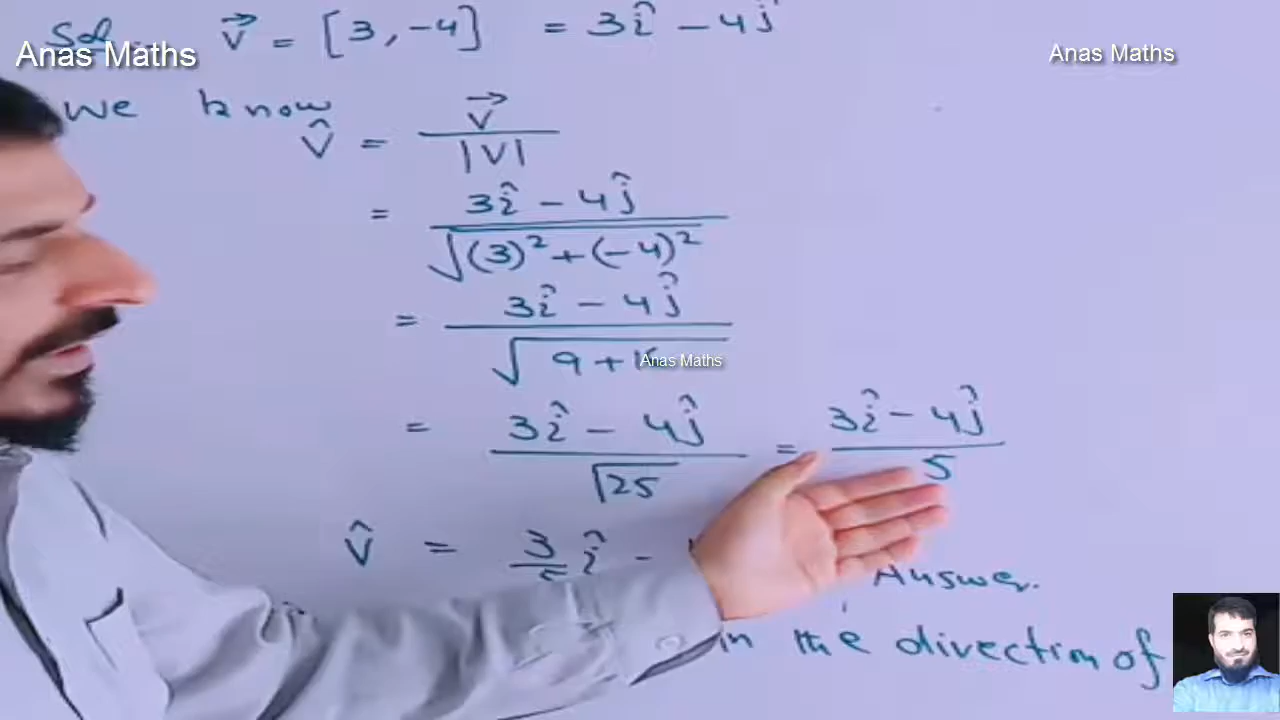 Sol. v⃗ = [3, -4] = 3î - 4ĵ
Anas Maths Anas Maths
We know
v̂ = v⃗ / |V|
= 3î - 4ĵ / √(3)² + (-4)²
= 3î - 4ĵ / √9 +
Anas Maths
= 3î - 4ĵ / √25 = 3î - 4ĵ / 5
v̂ = 3/5 î -
Answer.
in the direction of